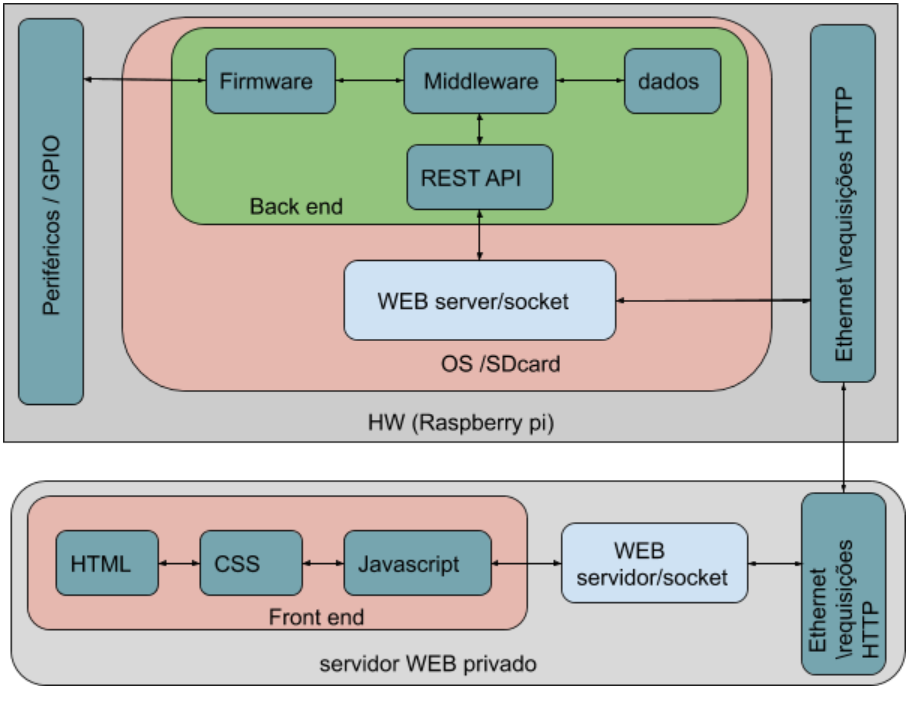 Periféricos / GPIO
Firmware
Middleware
dados
REST API
Back end
WEB server/socket
OS /SDcard
HW (Raspberry pi)
Ethernet \requisições HTTP
HTML
CSS
Javascript
Front end
WEB
servidor/socket
Ethernet
\requisições
HTTP
servidor WEB privado